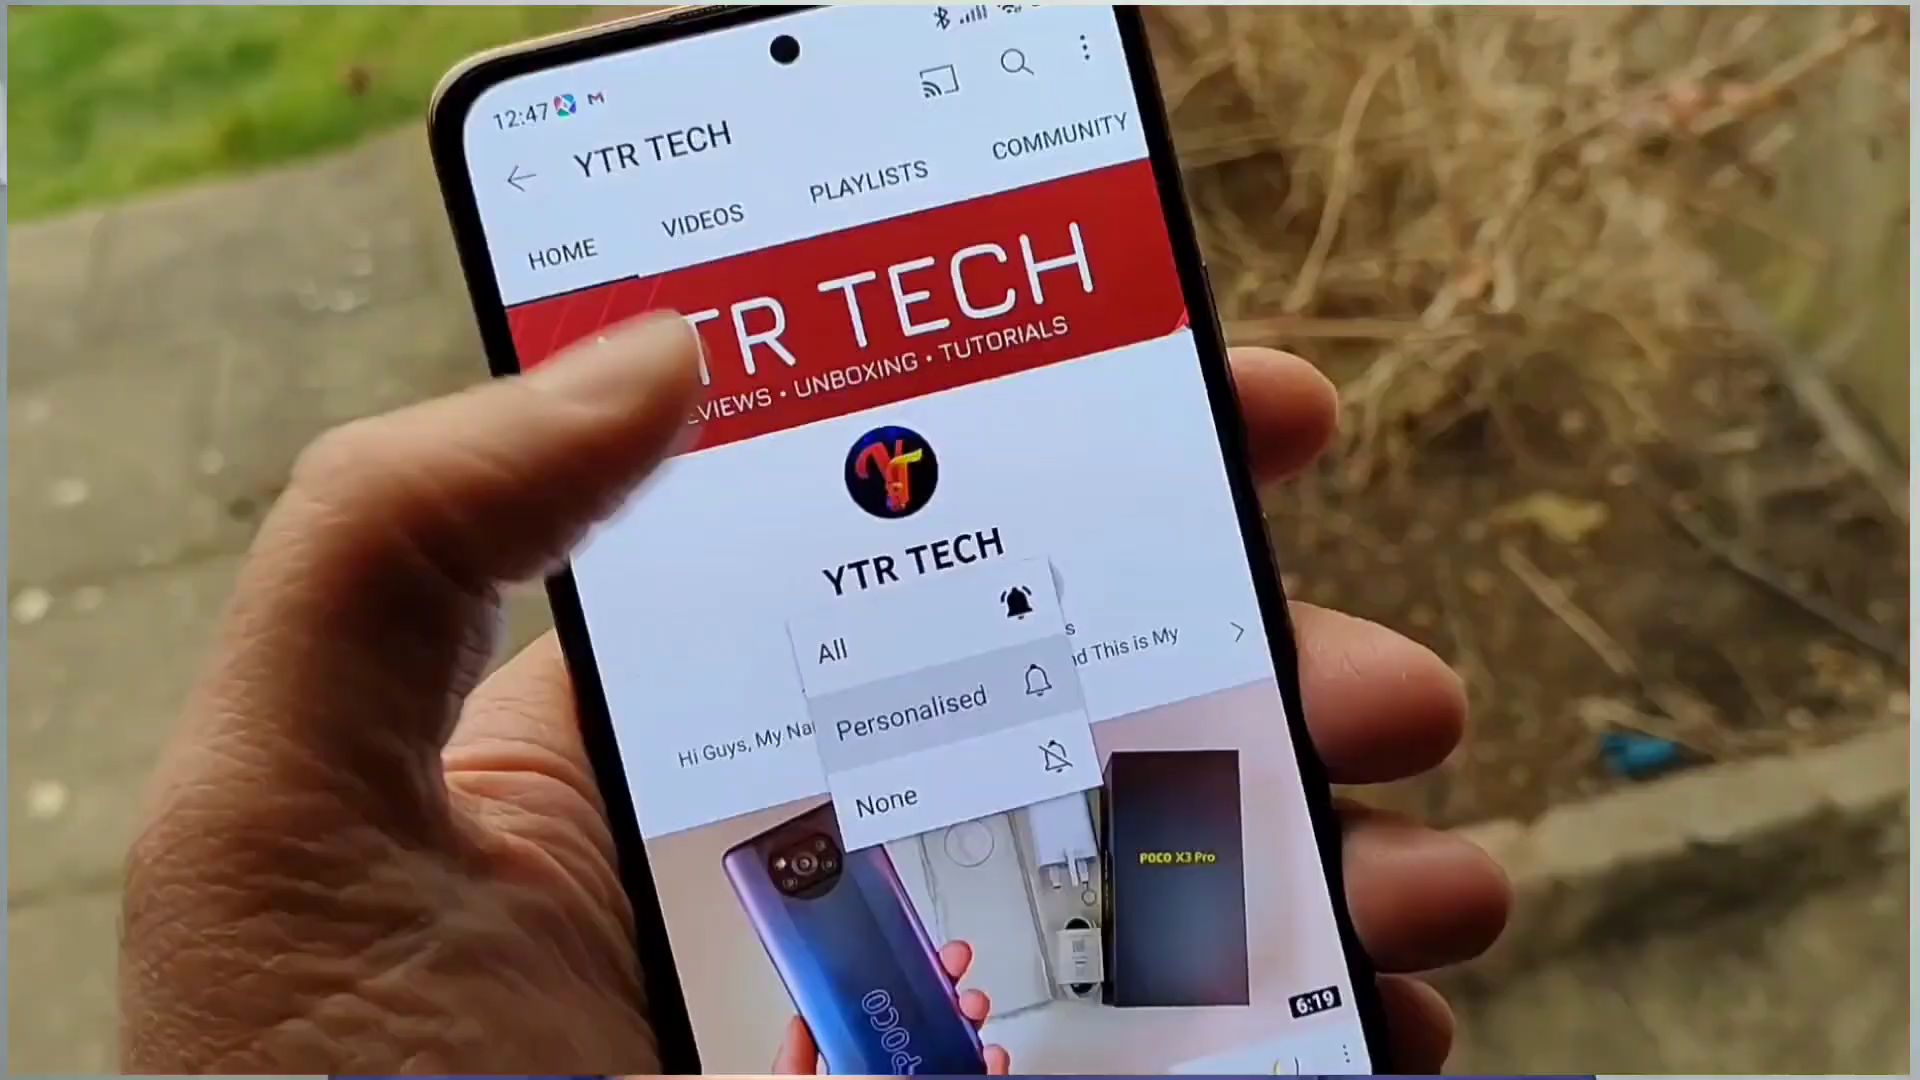 12:47
YTR TECH
HOME
VIDEOS
PLAYLISTS
COMMUNITY
TR TECH
EVIEWS • UNBOXING • TUTORIALS
YTR TECH
All
Personalised
None
s
nd This is My
Hi Guys, My Na
POCO X3 Pro
POCO
6:19